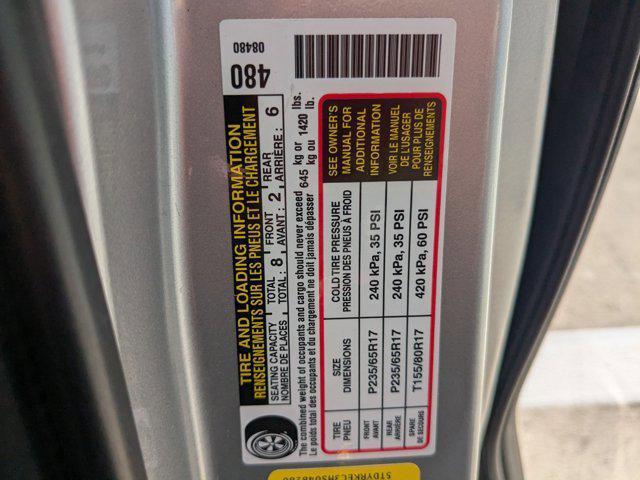 TIRE AND LOADING INFORMATION
RENSEIGNEMENTS SUR LES PNEUS ET LE CHARGEMENT
480
08480
SEATING CAPACITY TOTAL : 8 FRONT 2 REAR 6
NOMBRE DE PLACES TOTAL : AVANT : ARRIÈRE :
The combined weight of occupants and cargo should never exceed 645 kg or 1420 lbs.
Le poids total des occupants et du chargement ne doit jamais dépasser kg ou lb.
TIRE
PNEU
SIZE
DIMENSIONS
COLD TIRE PRESSURE
PRESSION DES PNEUS À FROID
SEE OWNER'S
MANUAL FOR
ADDITIONAL
INFORMATION
VOIR LE MANUEL
DE L'USAGER
POUR PLUS DE
RENSEIGNEMENTS
FRONT
AVANT
P235/65R17
240 kPa, 35 PSI
REAR
ARRIÈRE
P235/65R17
240 kPa, 35 PSI
SPARE
DE SECOURS
T155/80R17
420 kPa, 60 PSI